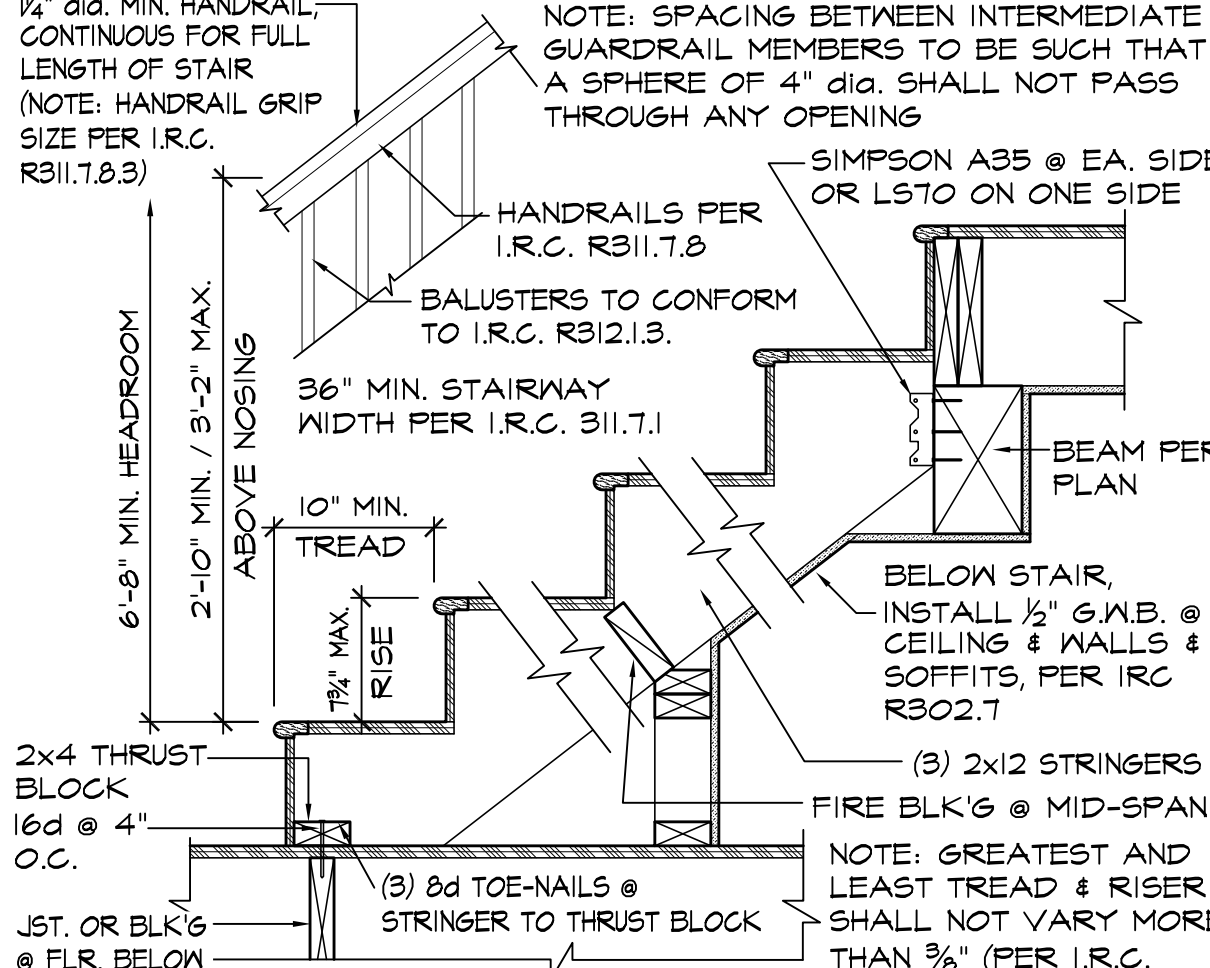 1/4" dia. MIN. HANDRAIL,
CONTINUOUS FOR FULL
LENGTH OF STAIR
(NOTE: HANDRAIL GRIP
SIZE PER I.R.C.
R311.7.8.3)
NOTE: SPACING BETWEEN INTERMEDIATE
GUARDRAIL MEMBERS TO BE SUCH THAT
A SPHERE OF 4" dia. SHALL NOT PASS
THROUGH ANY OPENING
SIMPSON A35 @ EA. SIDE
OR LS70 ON ONE SIDE
HANDRAILS PER
I.R.C. R311.7.8
BALUSTERS TO CONFORM
TO I.R.C. R312.1.3.
36" MIN. STAIRWAY
WIDTH PER I.R.C. 311.7.1
6'-8" MIN. HEADROOM
2'-10" MIN. / 3'-2" MAX.
ABOVE NOSING
10" MIN.
TREAD
7 3/4" MAX.
RISE
BEAM PER
PLAN
BELOW STAIR,
INSTALL 1/2" G.W.B. @
CEILING & WALLS &
SOFFITS, PER IRC
R302.7
(3) 2x12 STRINGERS
FIRE BLK'G @ MID-SPAN
2x4 THRUST
BLOCK
16d @ 4"
O.C.
(3) 8d TOE-NAILS @
STRINGER TO THRUST BLOCK
JST. OR BLK'G
@ FLR. BELOW
NOTE: GREATEST AND
LEAST TREAD & RISER
SHALL NOT VARY MORE
THAN 3/8" (PER I.R.C.